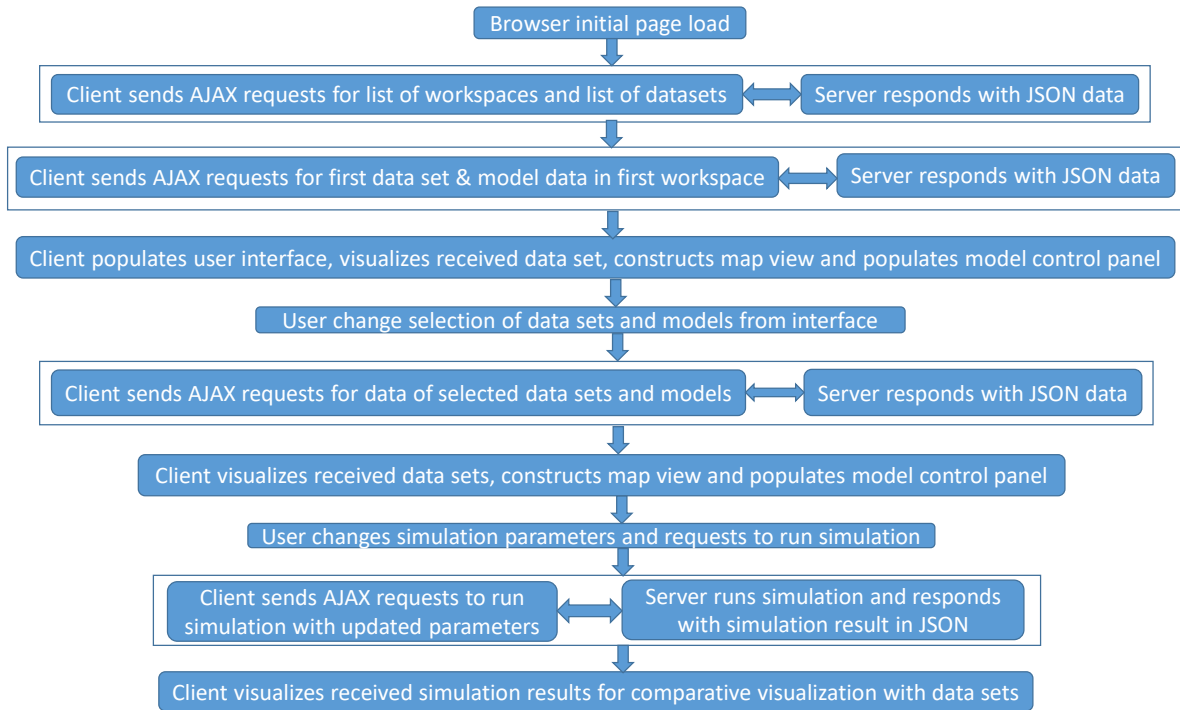 Browser initial page load
Client sends AJAX requests for list of workspaces and list of datasets
Server responds with JSON data
Client sends AJAX requests for first data set & model data in first workspace
Server responds with JSON data
Client populates user interface, visualizes received data set, constructs map view and populates model control panel
User change selection of data sets and models from interface
Client sends AJAX requests for data of selected data sets and models
Server responds with JSON data
Client visualizes received data sets, constructs map view and populates model control panel
User changes simulation parameters and requests to run simulation
Client sends AJAX requests to run
simulation with updated parameters
Server runs simulation and responds
with simulation result in JSON
Client visualizes received simulation results for comparative visualization with data sets